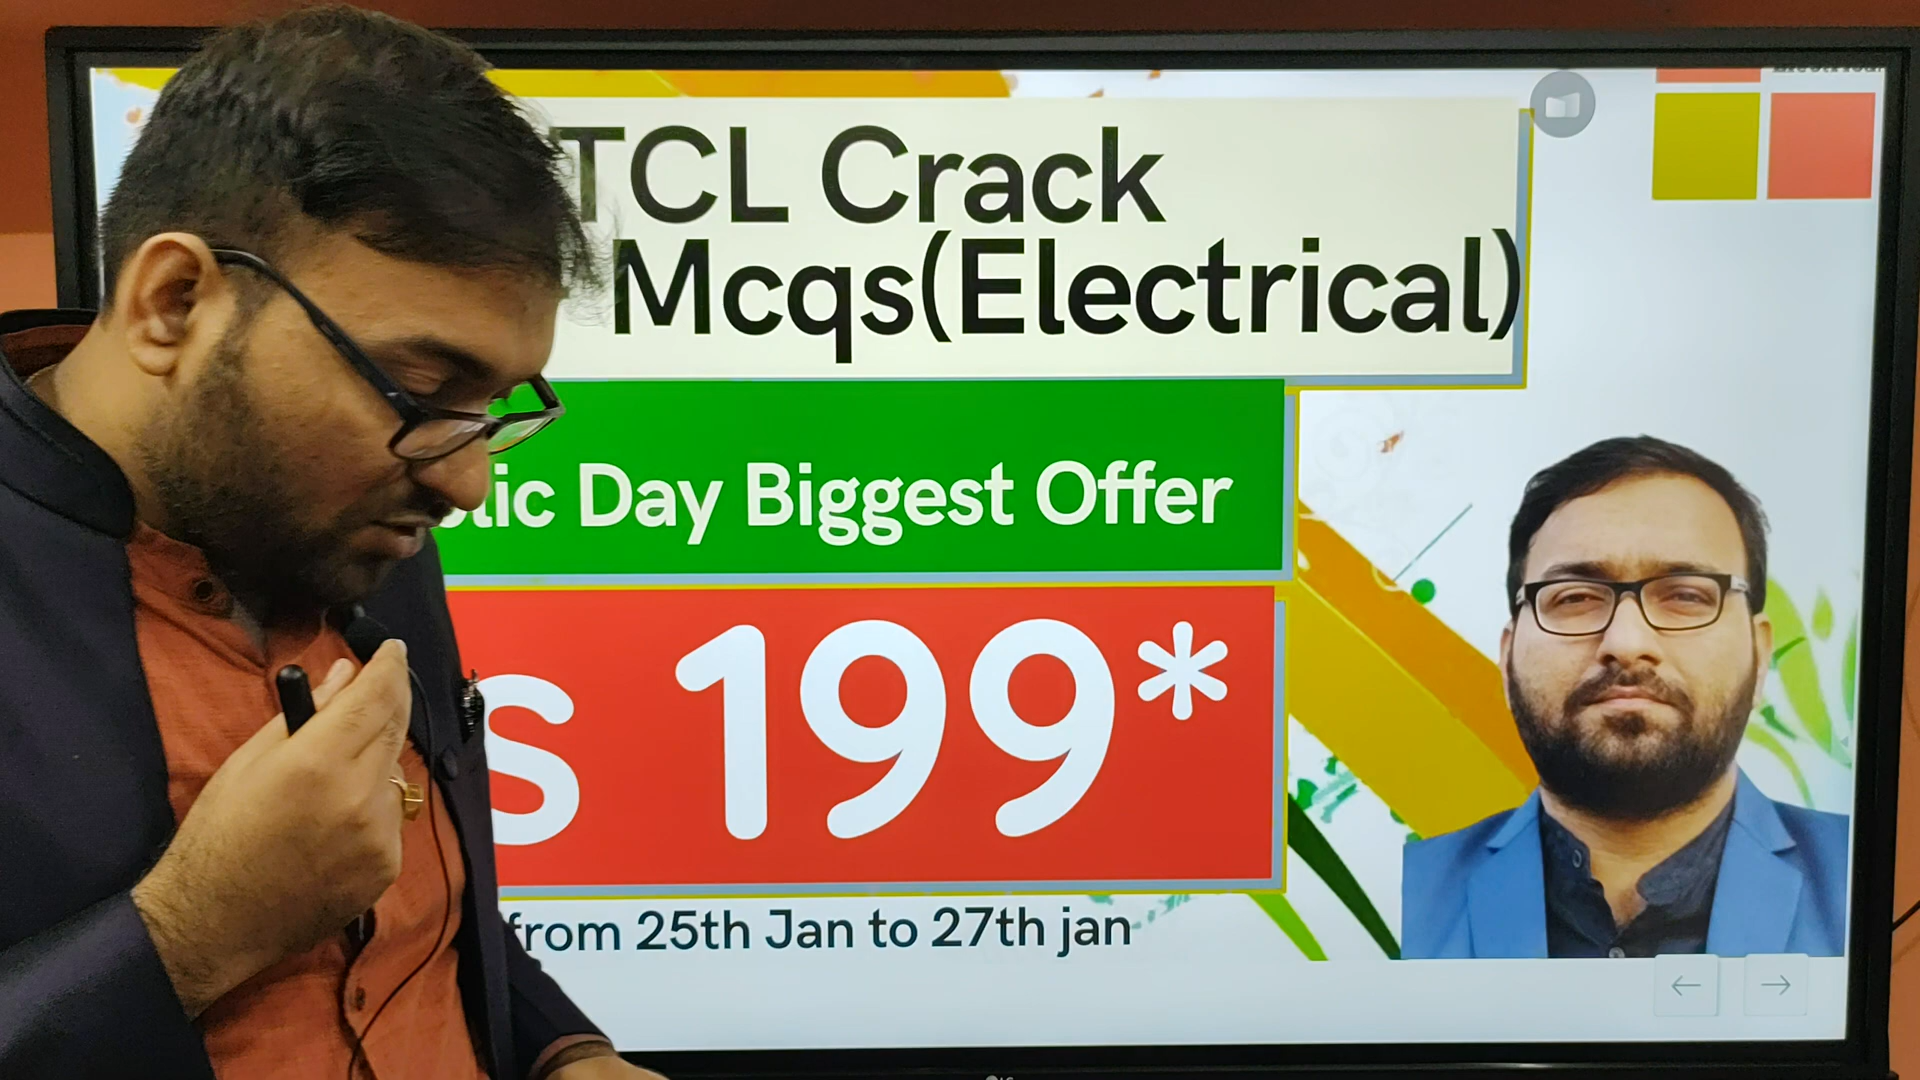 TCL Crack
Mcqs(Electrical)
Day Biggest Offer
199*
from 25th Jan to 27th jan